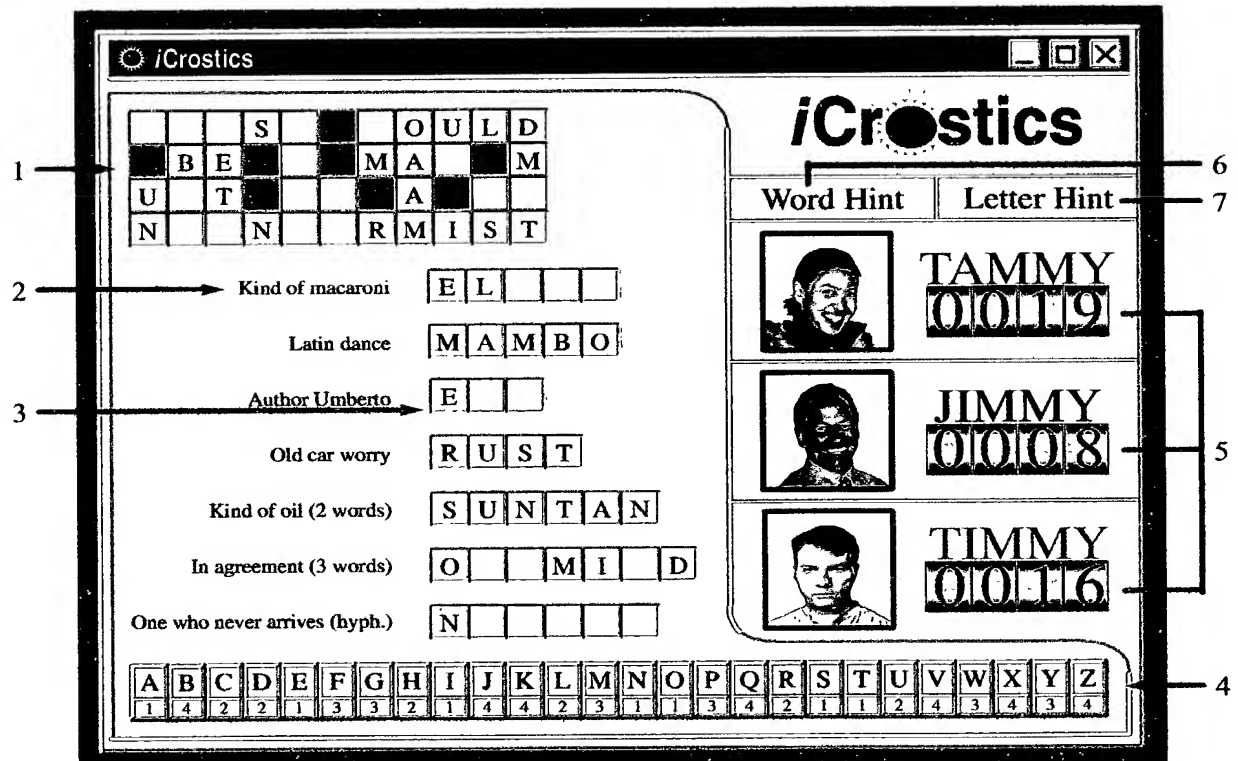 iCrostics
iCrostics
S O U L D
B E M A M
U T A
N N R M I S T
1
Word Hint
Letter Hint
6
7
2
Kind of macaroni
E L
Latin dance
M A M B O
3
Author Umberto
E
Old car worry
R U S T
Kind of oil (2 words)
S U N T A N
In agreement (3 words)
O M I D
One who never arrives (hyph.)
N
TAMMY
0019
JIMMY
0008
TIMMY
0016
5
A B C D E F G H I J K L M N O P Q R S T U V W X Y Z
1 4 2 2 1 3 3 2 1 4 4 2 3 1 1 3 4 2 1 1 2 4 3 4 3 4
4